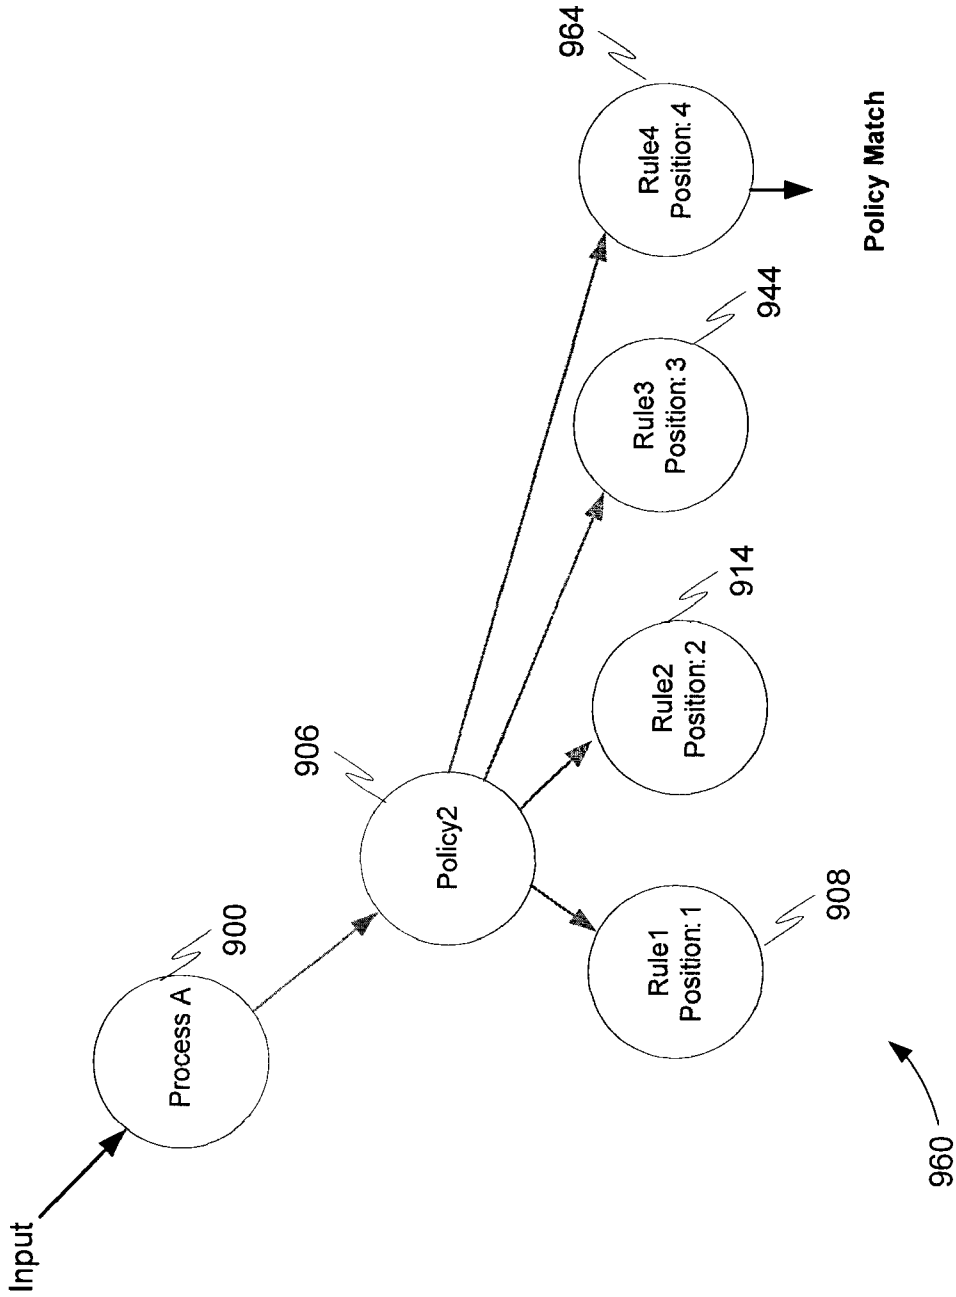 Input
Process A
900
Policy2
906
Rule1
Position: 1
908
Rule2
Position: 2
914
Rule3
Position: 3
944
Rule4
Position: 4
964
Policy Match
960